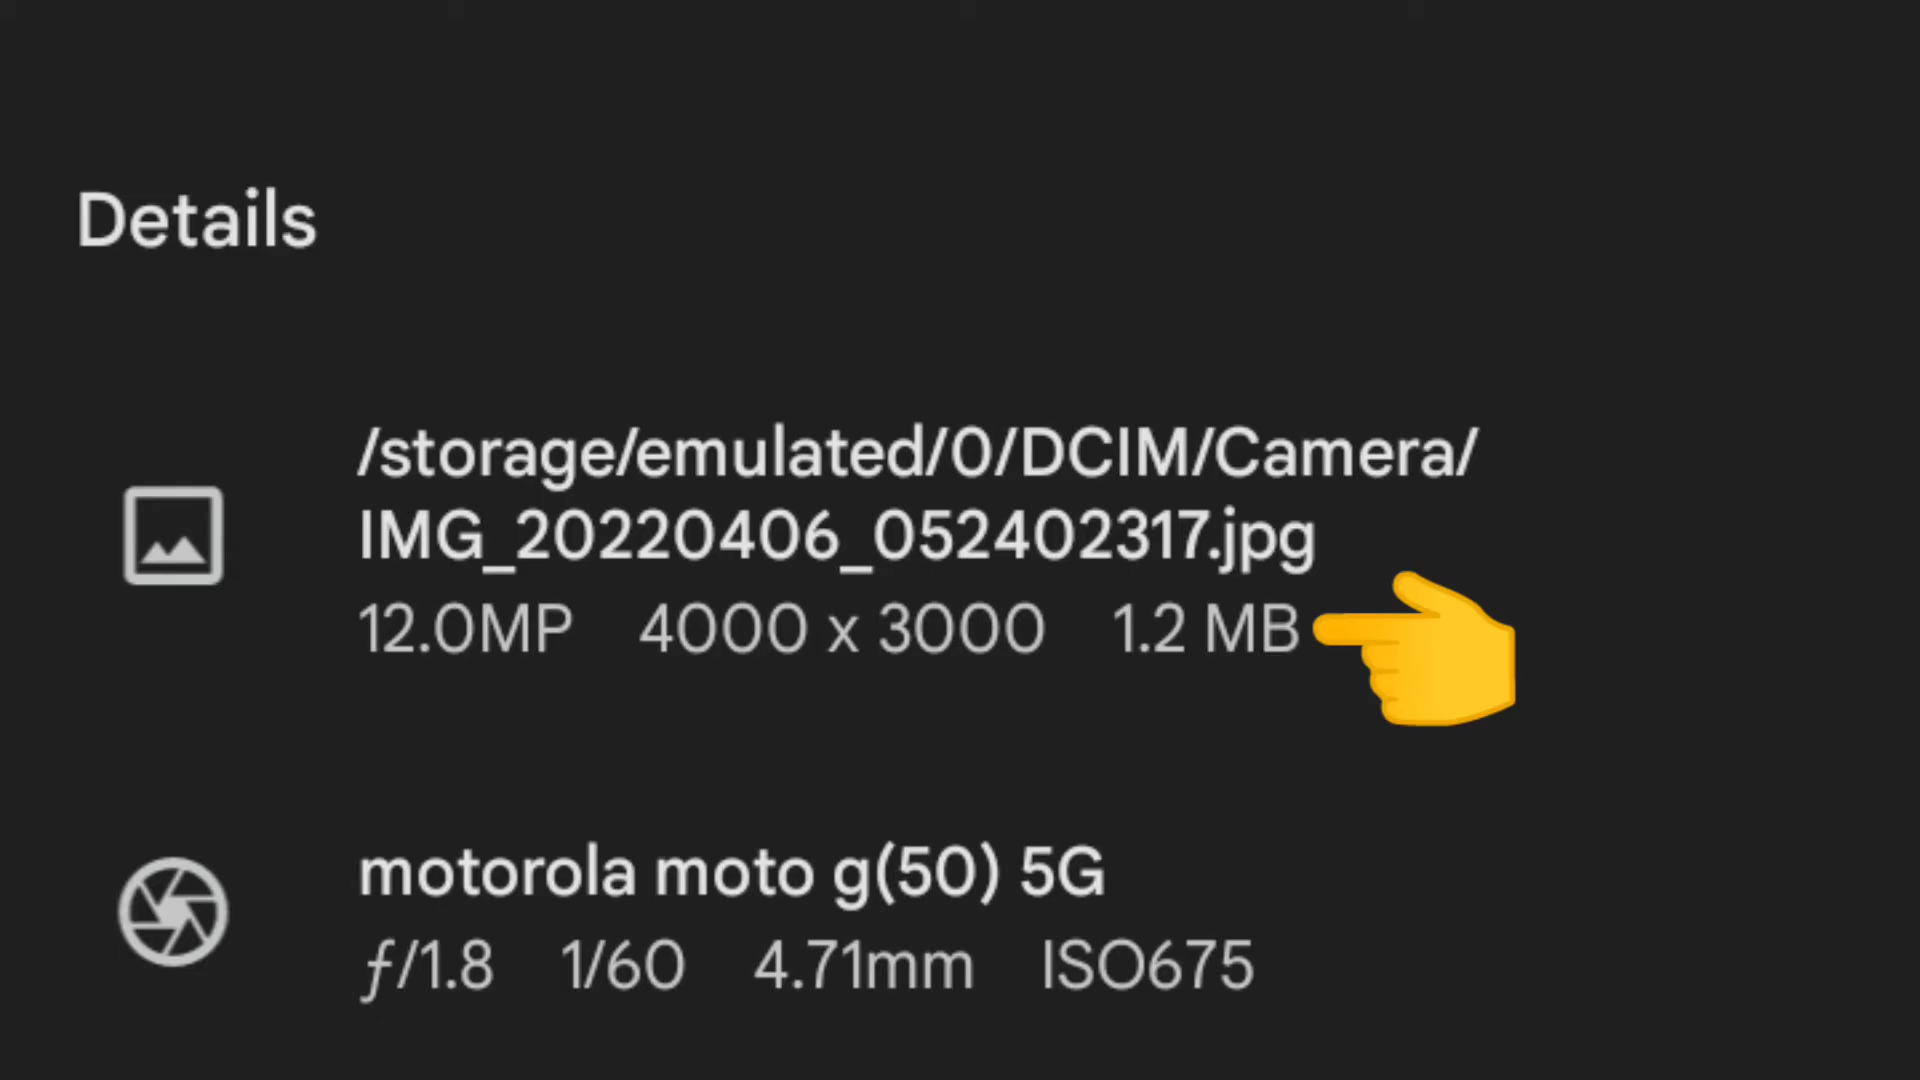 Details
/storage/emulated/0/DCIM/Camera/
IMG_20220406_052402317.jpg
12.0MP 4000 x 3000 1.2 MB
motorola moto g(50) 5G
ƒ/1.8 1/60 4.71mm ISO675